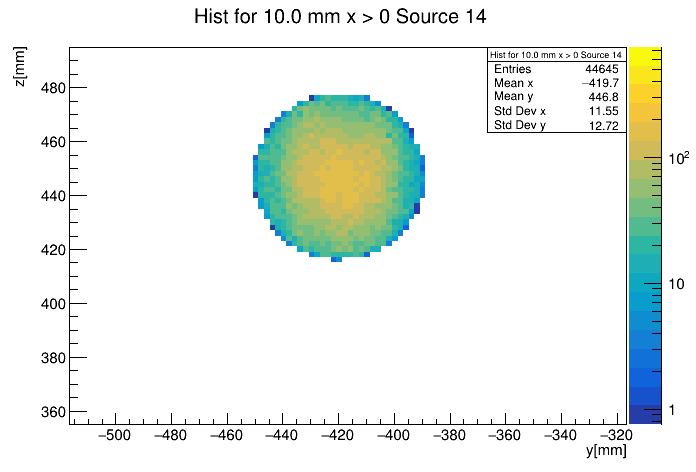 Hist for 10.0 mm x > 0 Source 14
z[mm]
Hist for 10.0 mm x > 0 Source 14
Entries 44645
Mean x −419.7
Mean y 446.8
Std Dev x 11.55
Std Dev y 12.72
480
460
440
420
400
380
360
−500 −480 −460 −440 −420 −400 −380 −360 −340 −320
y[mm]
10²
10
1